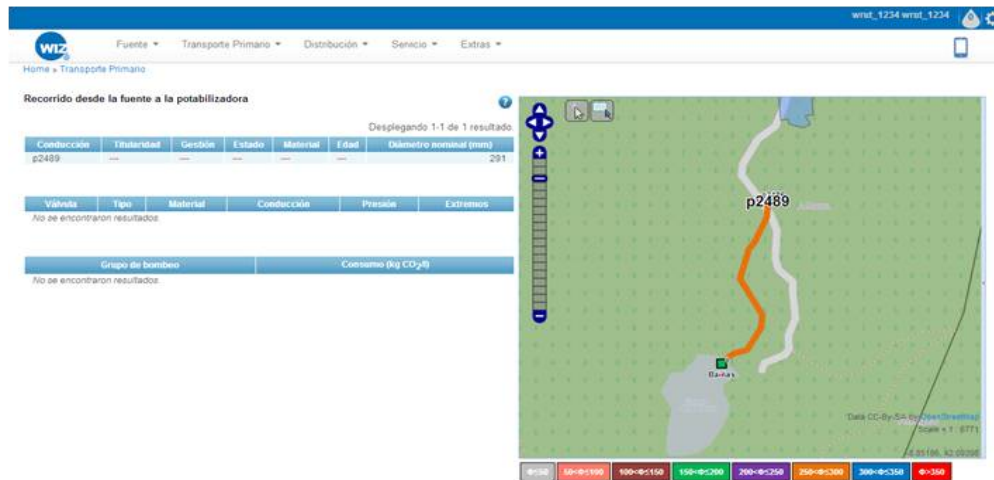 wrut_1234 wrut_1234
WIZ
Fuente Transporte Primario Distribución Servicio Extras
Home » Transporte Primario
Recorrido desde la fuente a la potabilizadora
Desplegando 1-1 de 1 resultado.
Conducción Titularidad Gestión Estado Material Edad Diámetro nominal (mm)
p2489 --- --- --- --- --- 291
Válvula Tipo Material Conducción Presión Extremos
No se encontraron resultados.
Grupo de bombeo Consumo (kg CO2/l)
No se encontraron resultados.
p2489
Data CC-By-SA by OpenStreetMap
Scale = 1 : 8771
Φ≤50 50<Φ≤100 100<Φ≤150 150<Φ≤200 200<Φ≤250 250<Φ≤300 300<Φ≤350 Φ>350